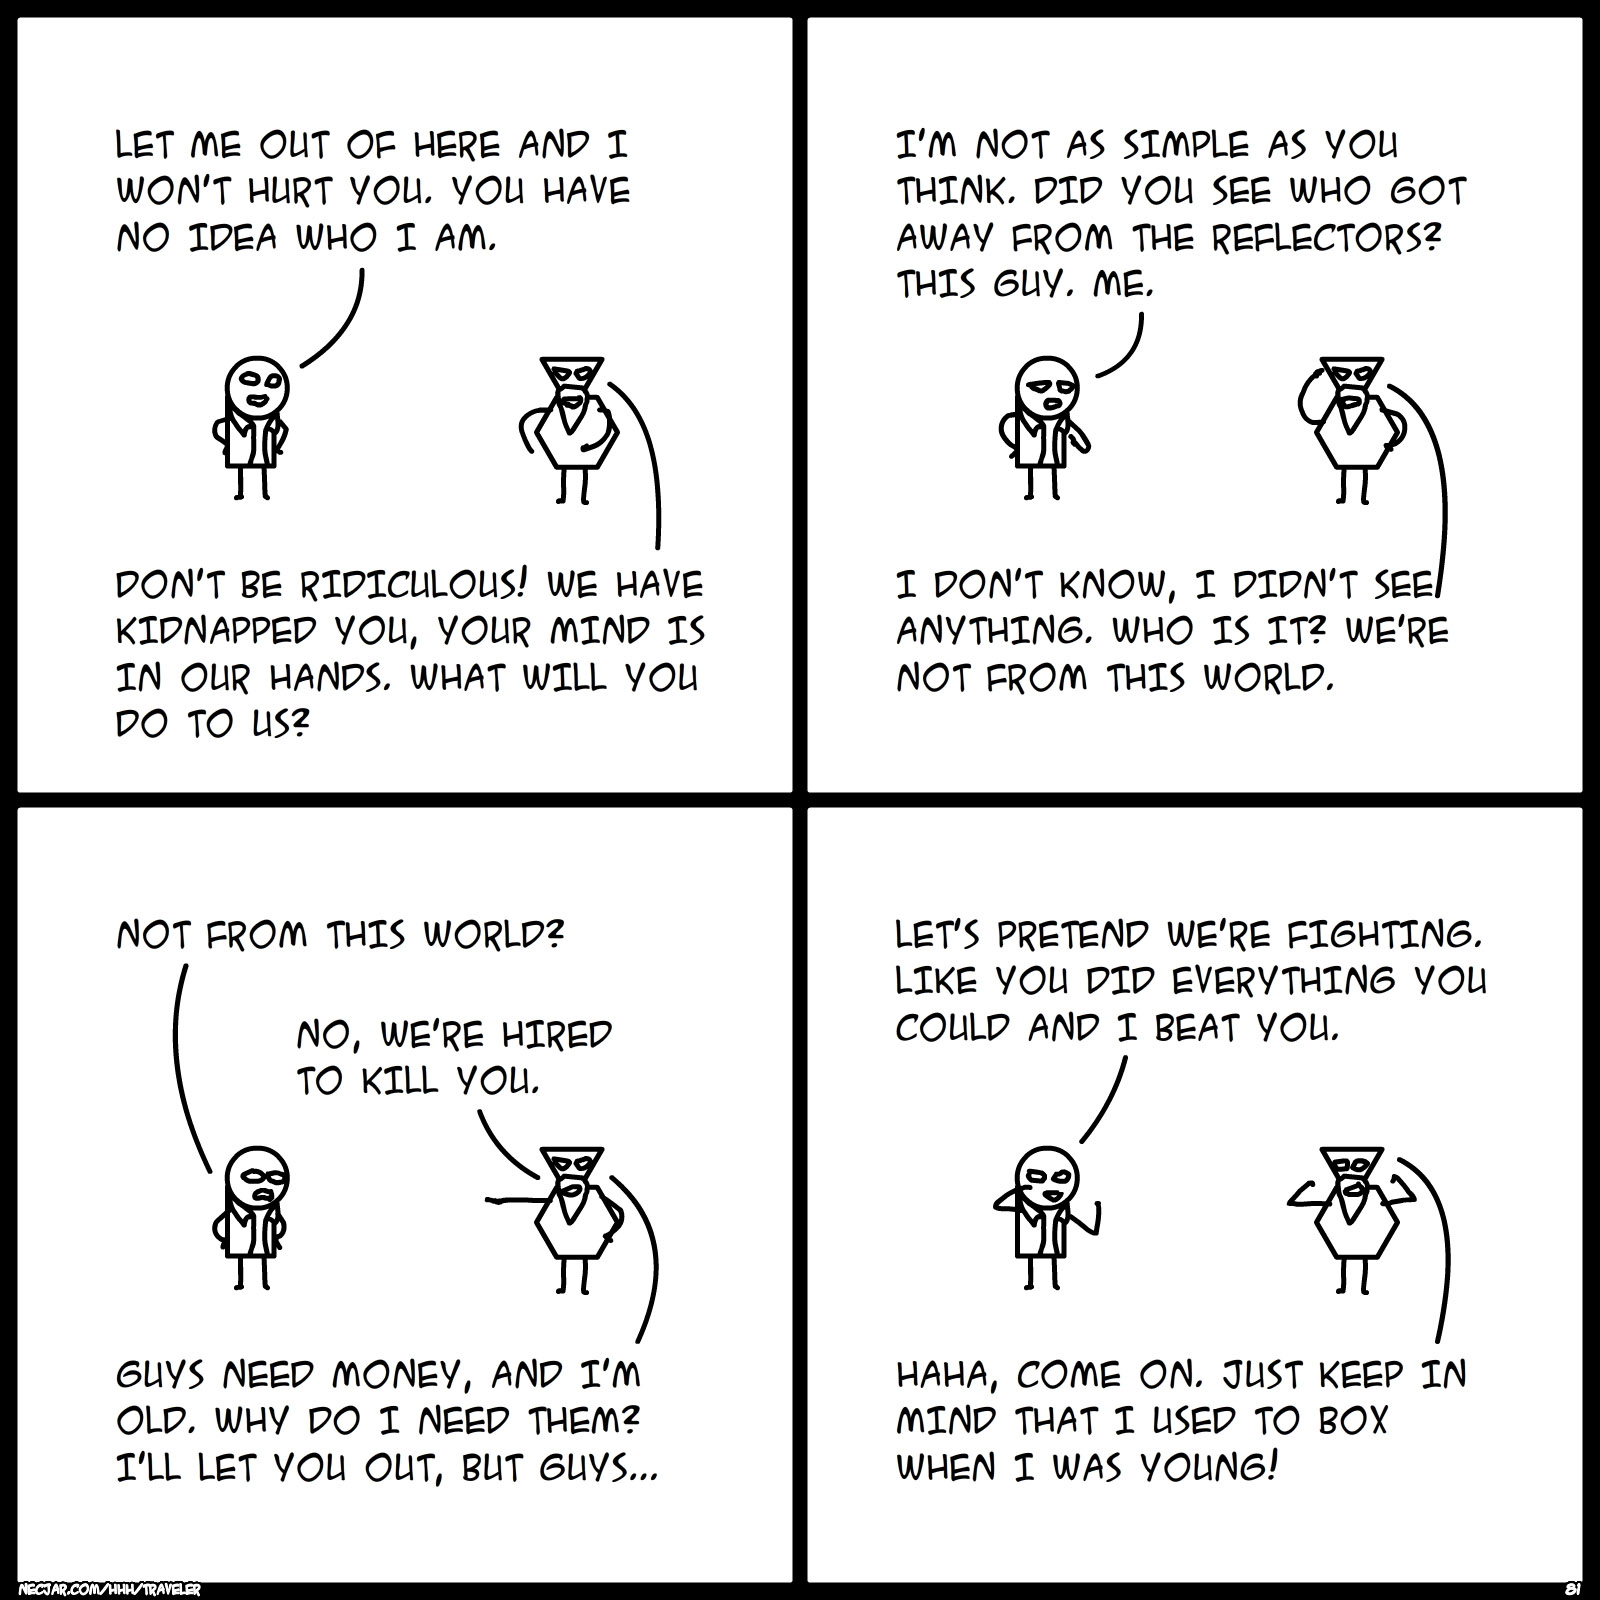 LET ME OUT OF HERE AND I
WON'T HURT YOU. YOU HAVE
NO IDEA WHO I AM.
DON'T BE RIDICULOUS! WE HAVE
KIDNAPPED YOU, YOUR MIND IS
IN OUR HANDS. WHAT WILL YOU
DO TO US?
I'M NOT AS SIMPLE AS YOU
THINK. DID YOU SEE WHO GOT
AWAY FROM THE REFLECTORS?
THIS GUY. ME.
I DON'T KNOW, I DIDN'T SEE
ANYTHING. WHO IS IT? WE'RE
NOT FROM THIS WORLD.
NOT FROM THIS WORLD?
NO, WE'RE HIRED
TO KILL YOU.
GUYS NEED MONEY, AND I'M
OLD. WHY DO I NEED THEM?
I'LL LET YOU OUT, BUT GUYS...
LET'S PRETEND WE'RE FIGHTING.
LIKE YOU DID EVERYTHING YOU
COULD AND I BEAT YOU.
HAHA, COME ON. JUST KEEP IN
MIND THAT I USED TO BOX
WHEN I WAS YOUNG!
NECJAR.COM/HHH/TRAVELER
81